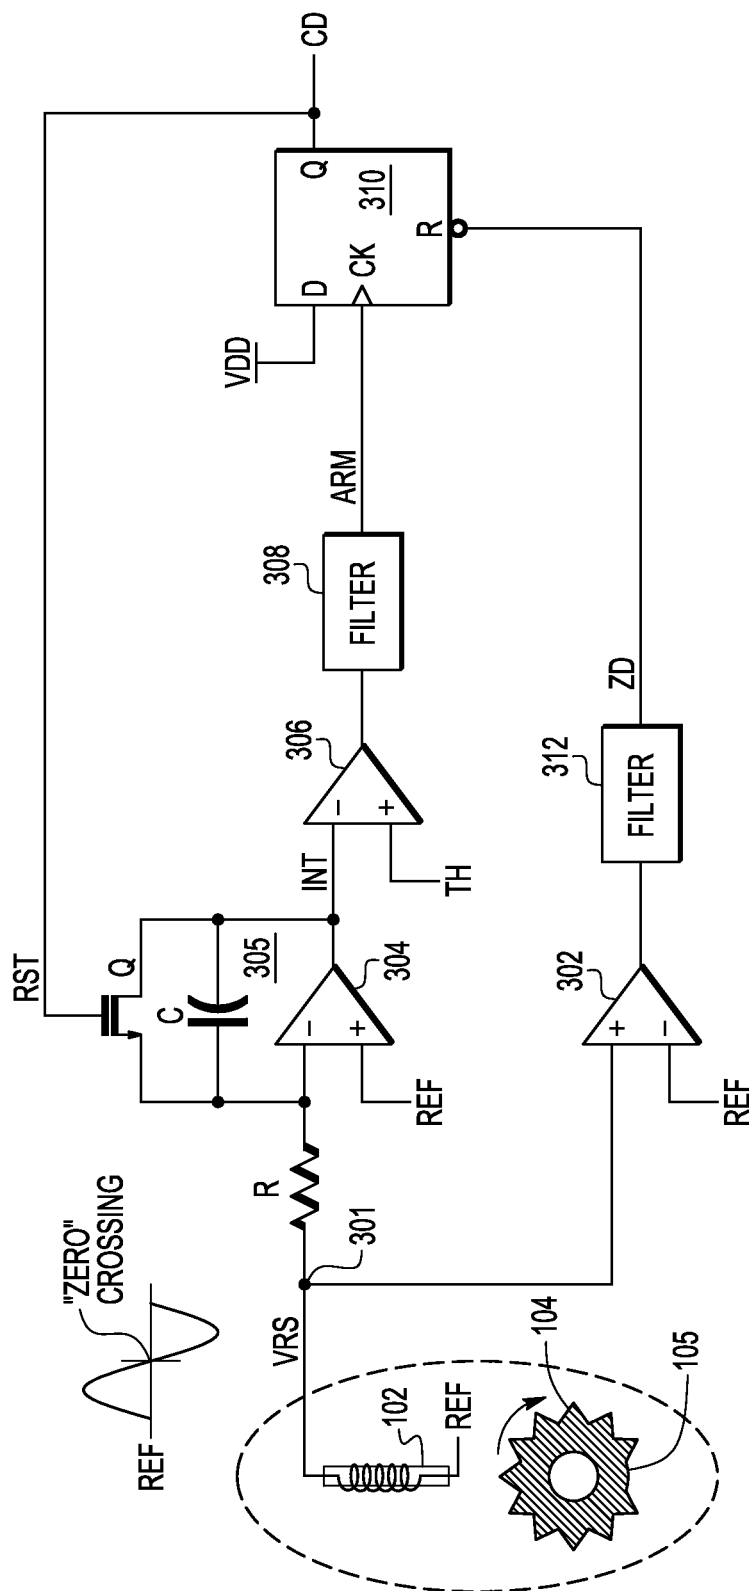 REF
"ZERO"
CROSSING
RST
Q
C
305
R
VRS
301
102
REF
104
105
-
+
304
REF
INT
306
-
+
TH
308
FILTER
ARM
VDD
D
Q
CK
310
R
CD
302
+
-
REF
312
FILTER
ZD